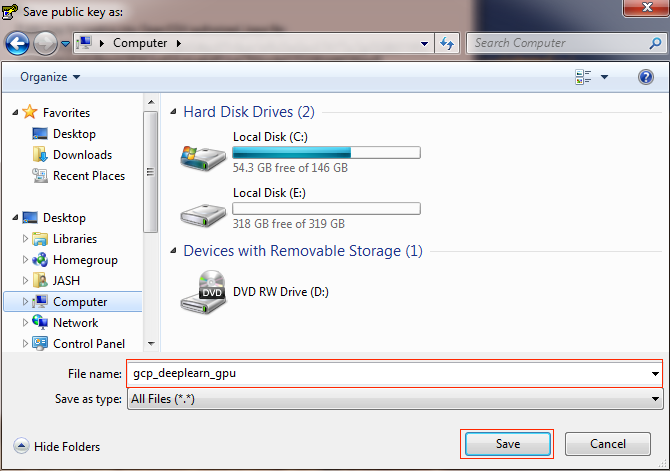 Save public key as:
Computer
Search Computer
Organize
Favorites
Desktop
Downloads
Recent Places
Desktop
Libraries
Homegroup
JASH
Computer
Network
Control Panel
Hard Disk Drives (2)
Local Disk (C:)
54.3 GB free of 146 GB
Local Disk (E:)
318 GB free of 319 GB
Devices with Removable Storage (1)
DVD
DVD RW Drive (D:)
File name: gcp_deeplearn_gpu
Save as type: All Files (*.*)
Hide Folders
Save
Cancel